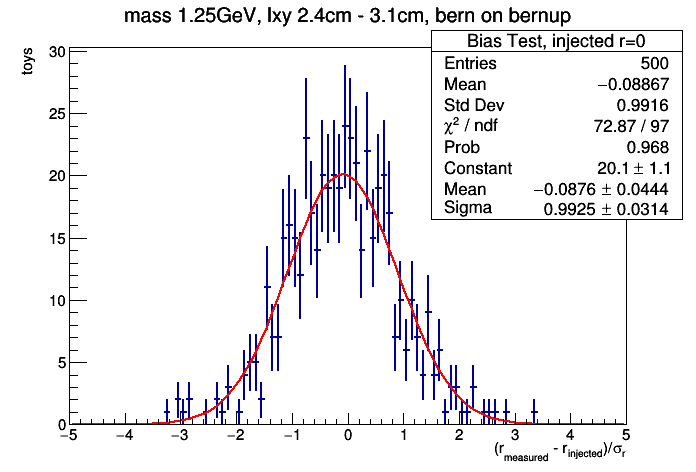 mass 1.25GeV, lxy 2.4cm - 3.1cm, bern on bernup
Bias Test, injected r=0
Entries 500
Mean −0.08867
Std Dev 0.9916
χ² / ndf 72.87 / 97
Prob 0.968
Constant 20.1 ± 1.1
Mean −0.0876 ± 0.0444
Sigma 0.9925 ± 0.0314
toys
30
25
20
15
10
5
0
−5 −4 −3 −2 −1 0 1 2 3 4 5
(r_measured - r_injected)/σ_r